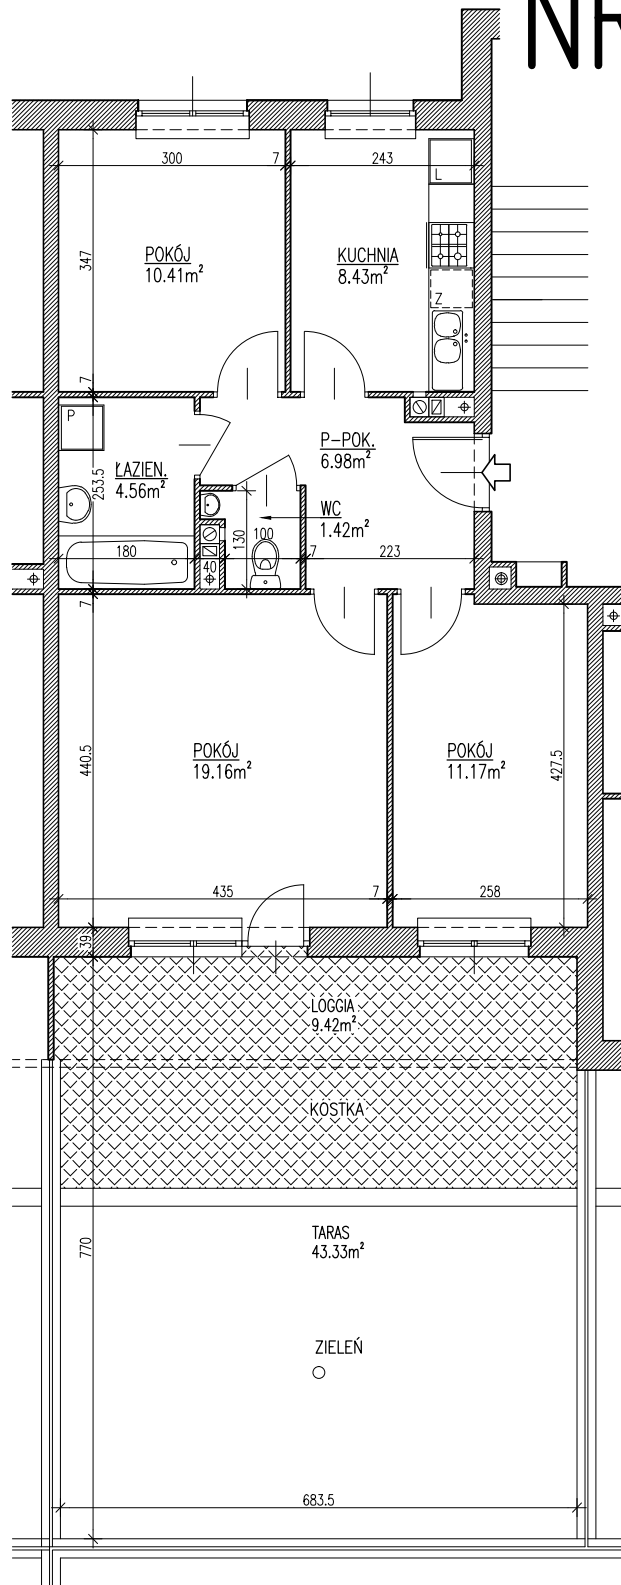 NR
300
7
243
L
347
POKÓJ
10.41m²
KUCHNIA
8.43m²
Z
7
P
P-POK.
6.98m²
ŁAZIEN.
4.56m²
253.5
WC
1.42m²
130
100
180
40
7
223
7
POKÓJ
19.16m²
POKÓJ
11.17m²
440.5
427.5
435
7
258
39
LOGGIA
9.42m²
KOSTKA
770
TARAS
43.33m²
ZIELEŃ
683.5